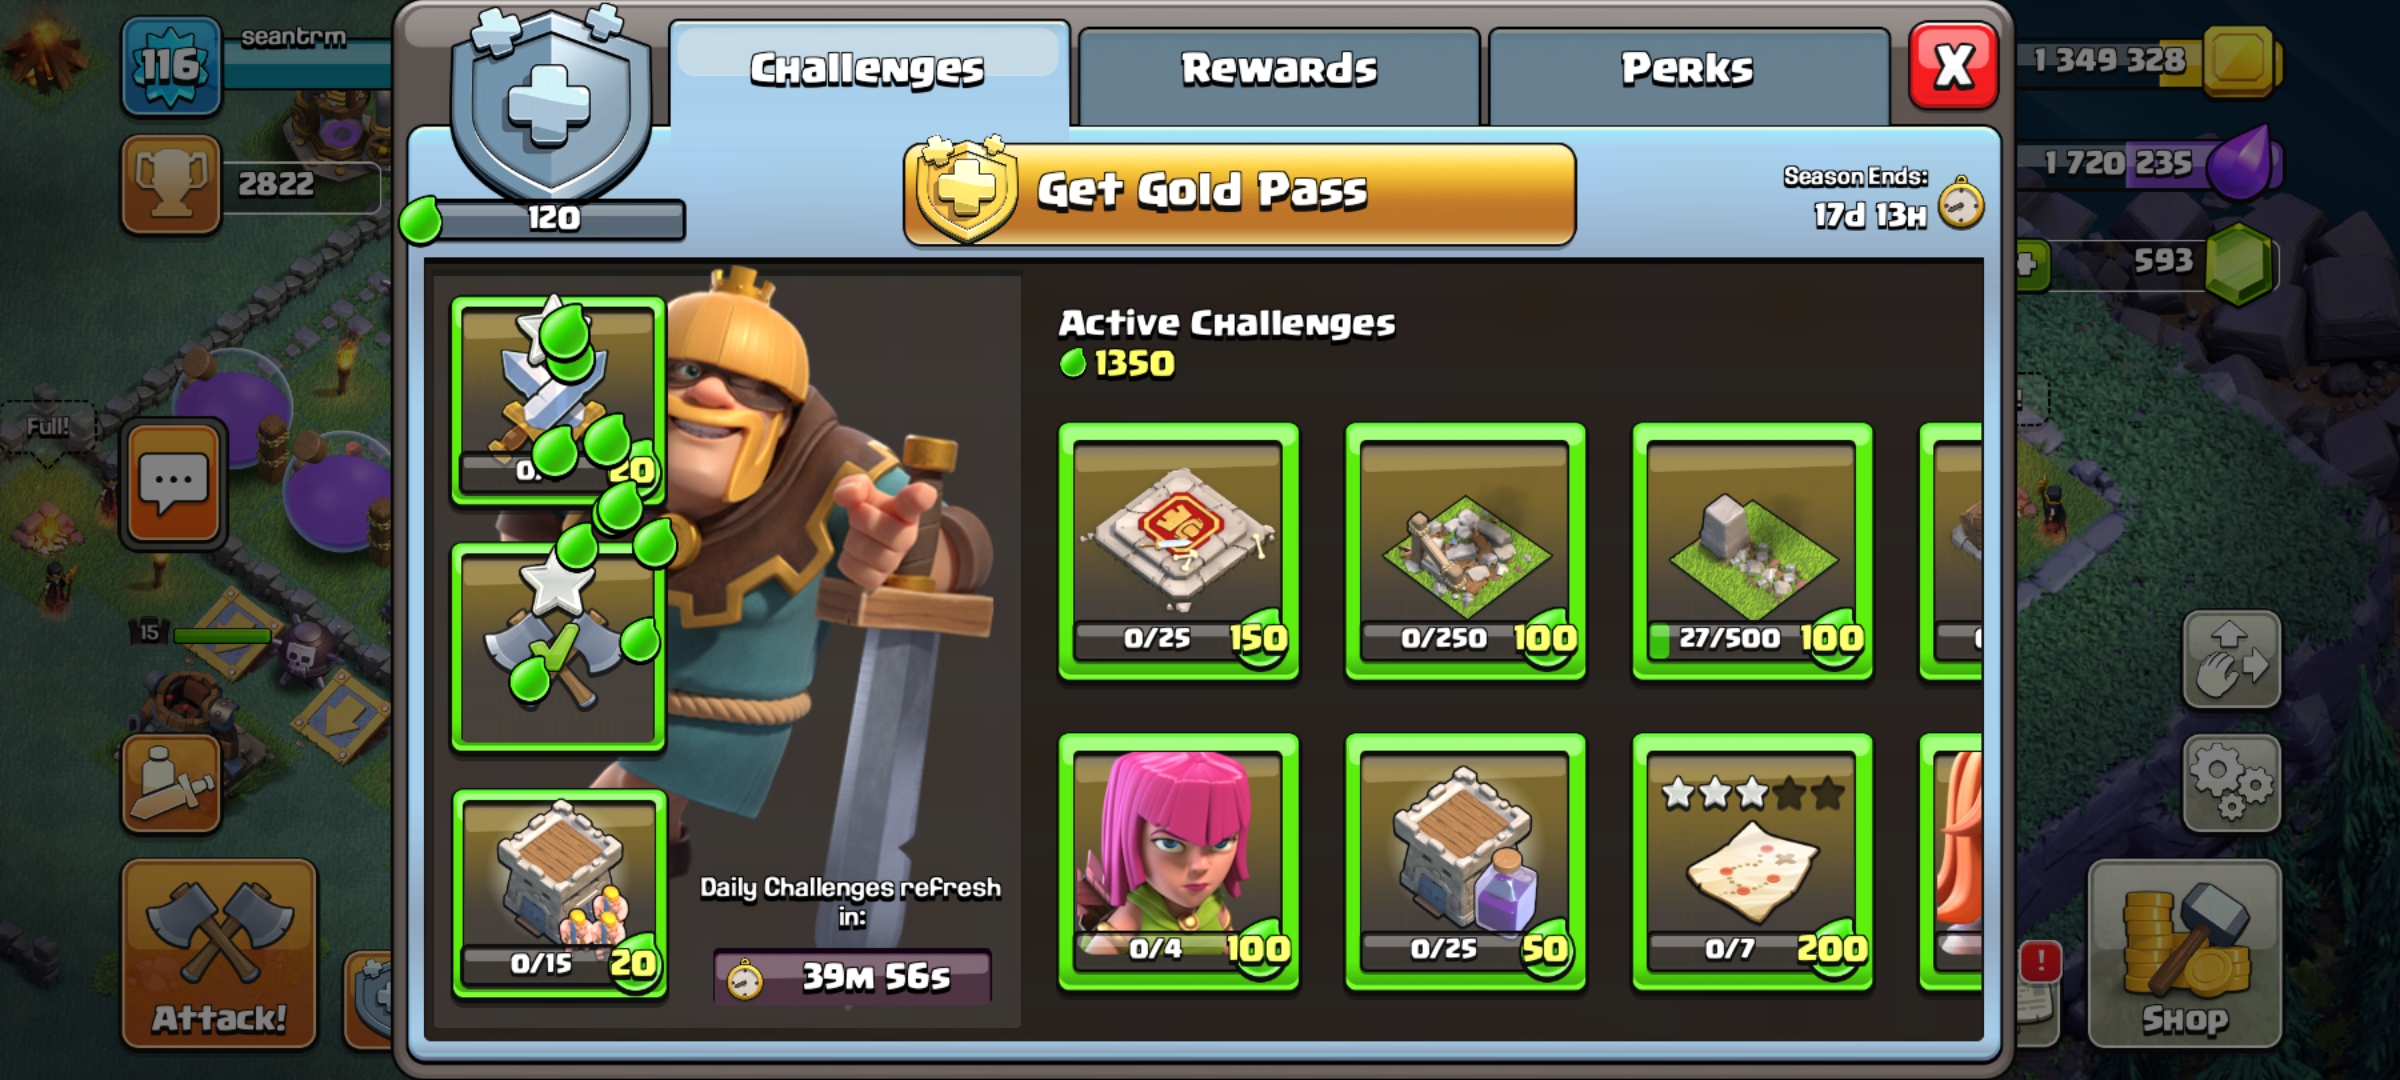 116
seantrm
2822
Challenges
Rewards
Perks
X
1 349 328
120
Get Gold Pass
Season Ends:
17d 13H
1 720 235
593
Full!
15
Attack!
20
0/15
20
Daily Challenges refresh
in:
39M 56s
Active Challenges
1350
0/25
150
0/250
100
27/500
100
0/4
100
0/25
50
0/7
200
!
Shop